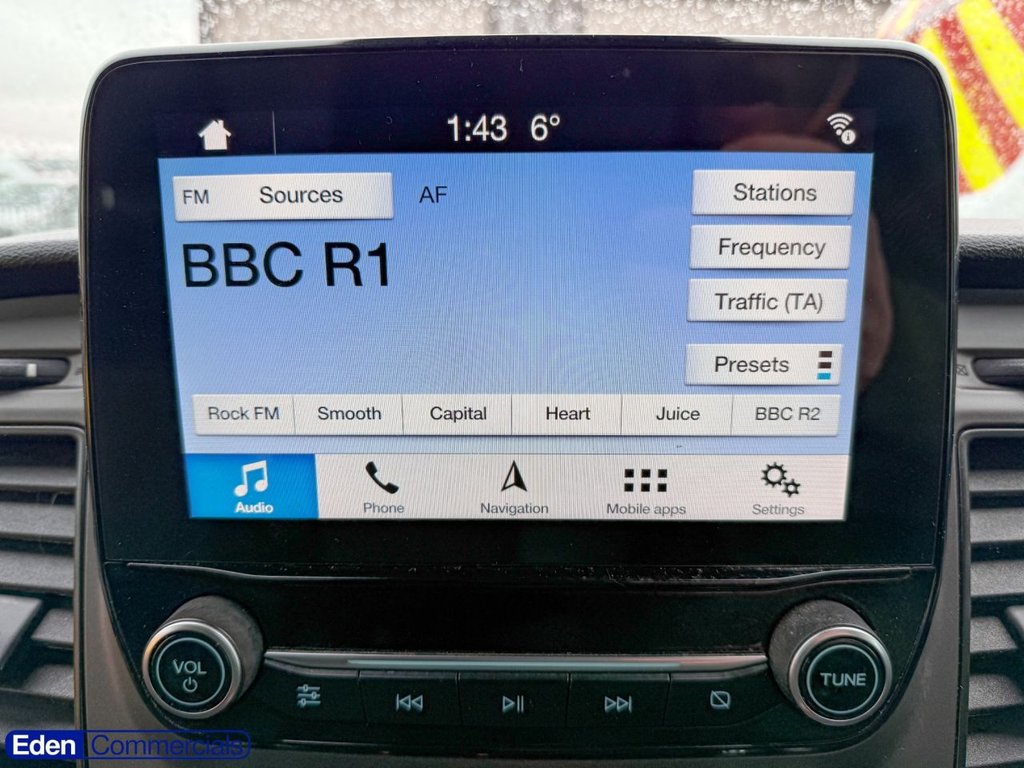 1:43 6°
FM Sources AF Stations
BBC R1 Frequency
Traffic (TA)
Presets
Rock FM Smooth Capital Heart Juice BBC R2
Audio Phone Navigation Mobile apps Settings
VOL TUNE
Eden Commercials